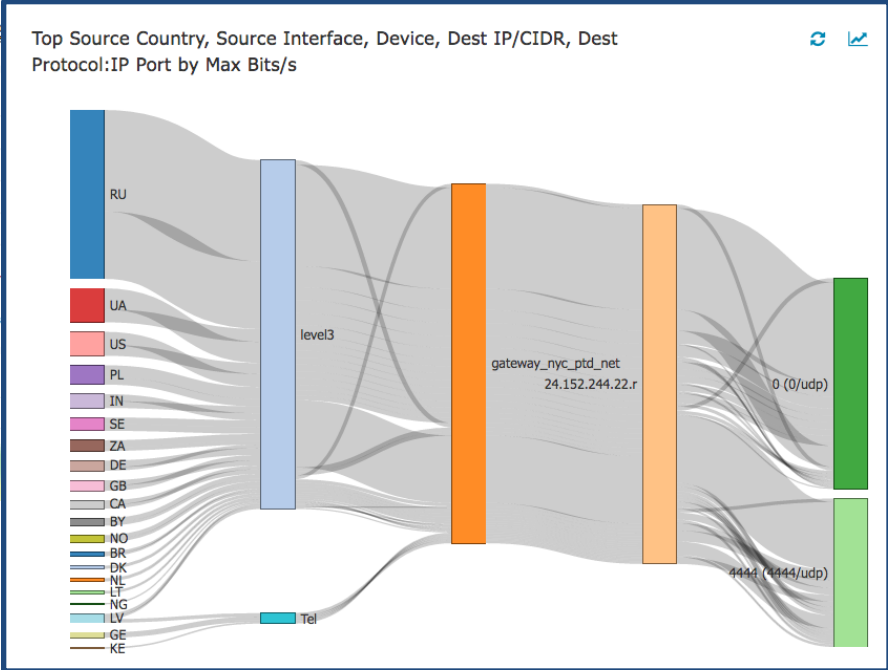 Top Source Country, Source Interface, Device, Dest IP/CIDR, Dest
Protocol:IP Port by Max Bits/s
RU
UA
US
PL
IN
SE
ZA
DE
GB
CA
BY
NO
BR
DK
NL
LT
NG
LV
GE
KE
level3
Tel
gateway_nyc_ptd_net
24.152.244.22.r
0 (0/udp)
4444 (4444/udp)